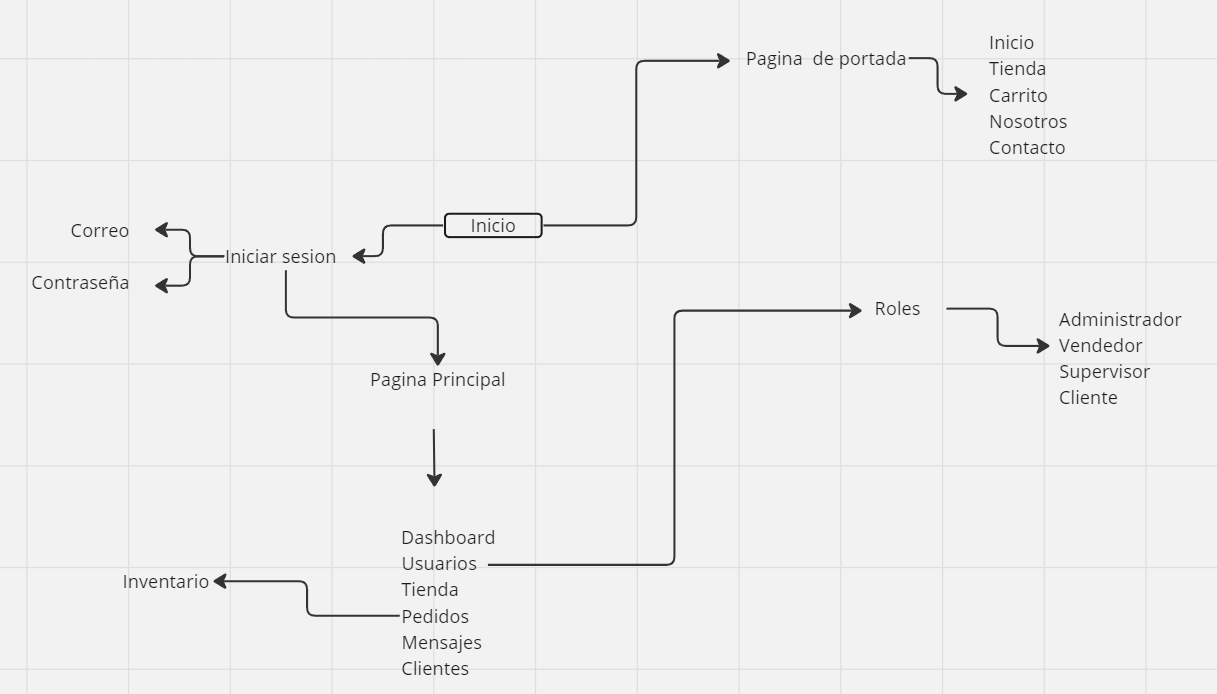 Pagina de portada
Inicio
Tienda
Carrito
Nosotros
Contacto
Inicio
Correo
Iniciar sesion
Contraseña
Roles
Administrador
Vendedor
Supervisor
Cliente
Pagina Principal
Dashboard
Usuarios
Tienda
Pedidos
Mensajes
Clientes
Inventario